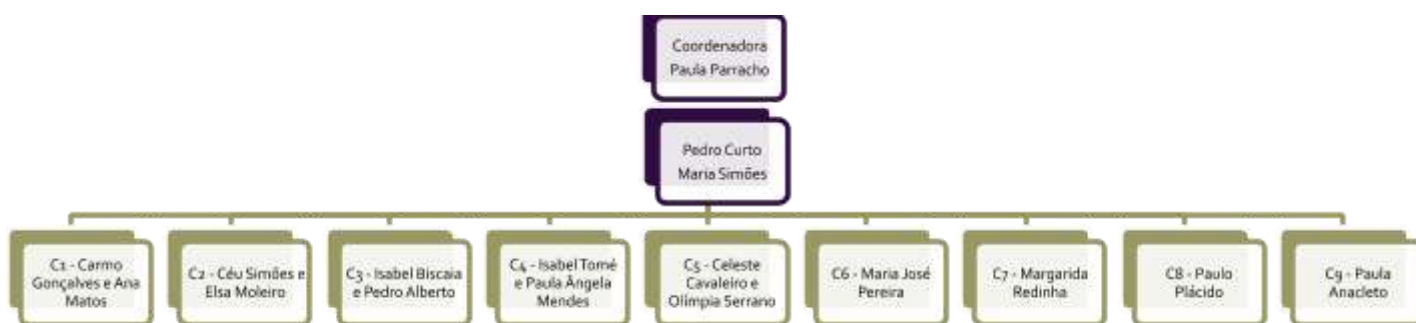 Coordenadora
Paula Parracho
Pedro Curto
Maria Simões
C1 - Carmo
Gonçalves e Ana
Matos
C2 - Céu Simões e
Elsa Moleiro
C3 - Isabel Biscaia
e Pedro Alberto
C4 - Isabel Tomé
e Paula Ângela
Mendes
C5 - Celeste
Cavaleiro e
Olímpia Serrano
C6 - Maria José
Pereira
C7 - Margarida
Redinha
C8 - Paulo
Plácido
C9 - Paula
Anacleto